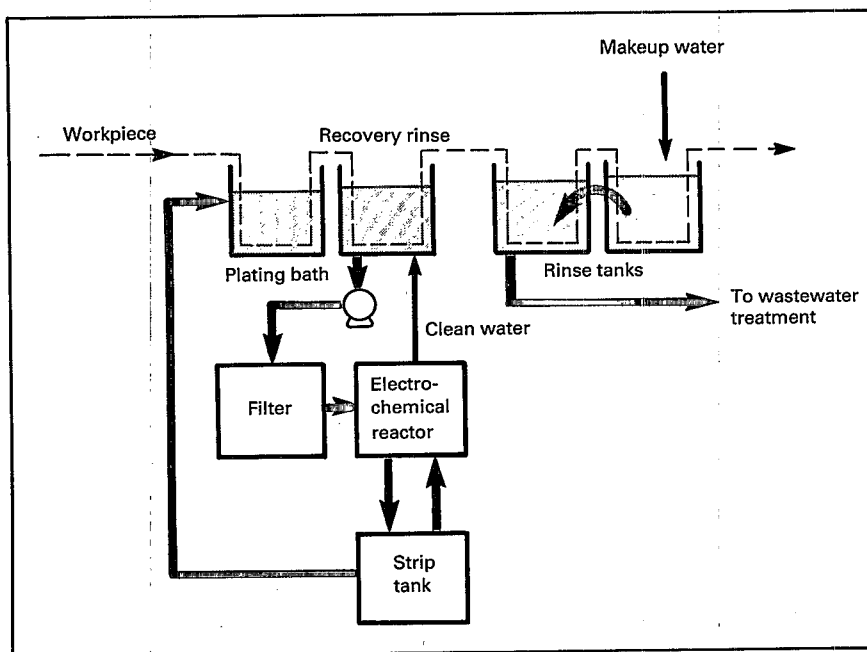 Makeup water
Workpiece
Recovery rinse
Plating bath
Rinse tanks
To wastewater
treatment
Clean water
Filter
Electro-
chemical
reactor
Strip
tank